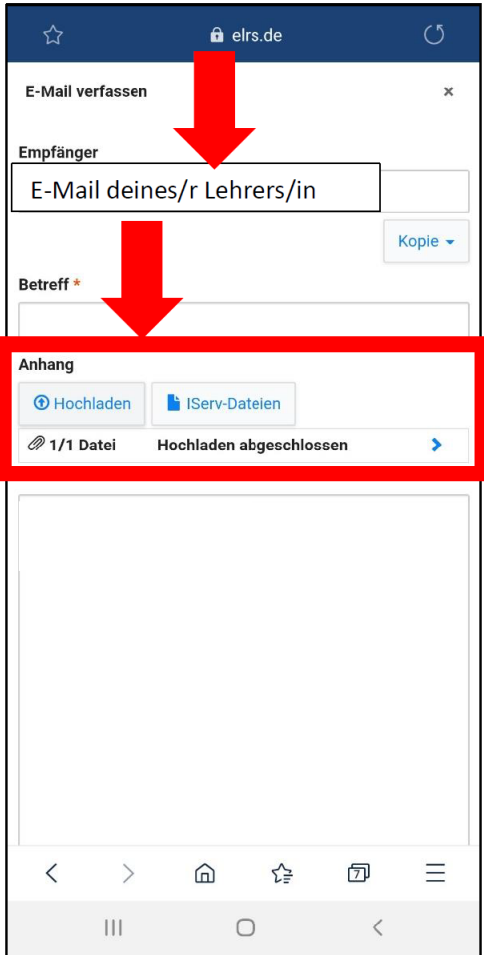 elrs.de
E-Mail verfassen ×
Empfänger
E-Mail deines/r Lehrers/in
Kopie
Betreff *
Anhang
Hochladen IServ-Dateien
1/1 Datei Hochladen abgeschlossen
7